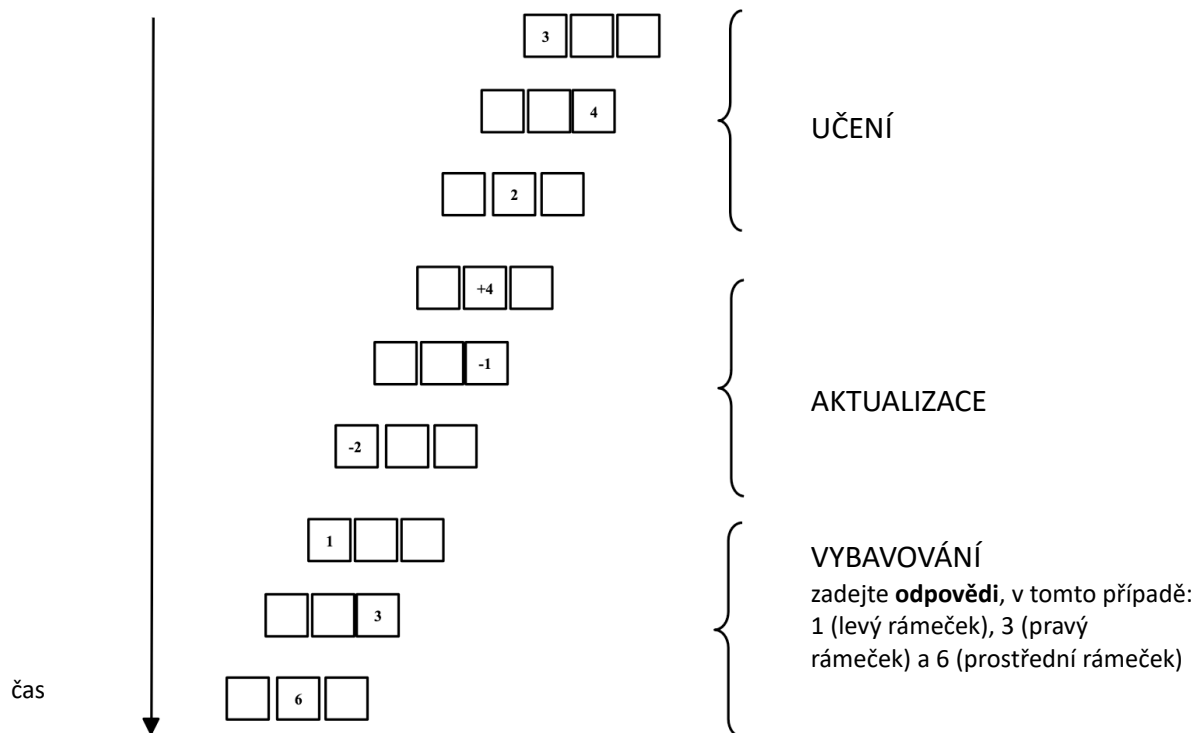 3
4
UČENÍ
2
+4
-1
AKTUALIZACE
-2
1
VYBAVOVÁNÍ
zadejte odpovědi, v tomto případě:
1 (levý rámeček), 3 (pravý
rámeček) a 6 (prostřední rámeček)
3
čas
6